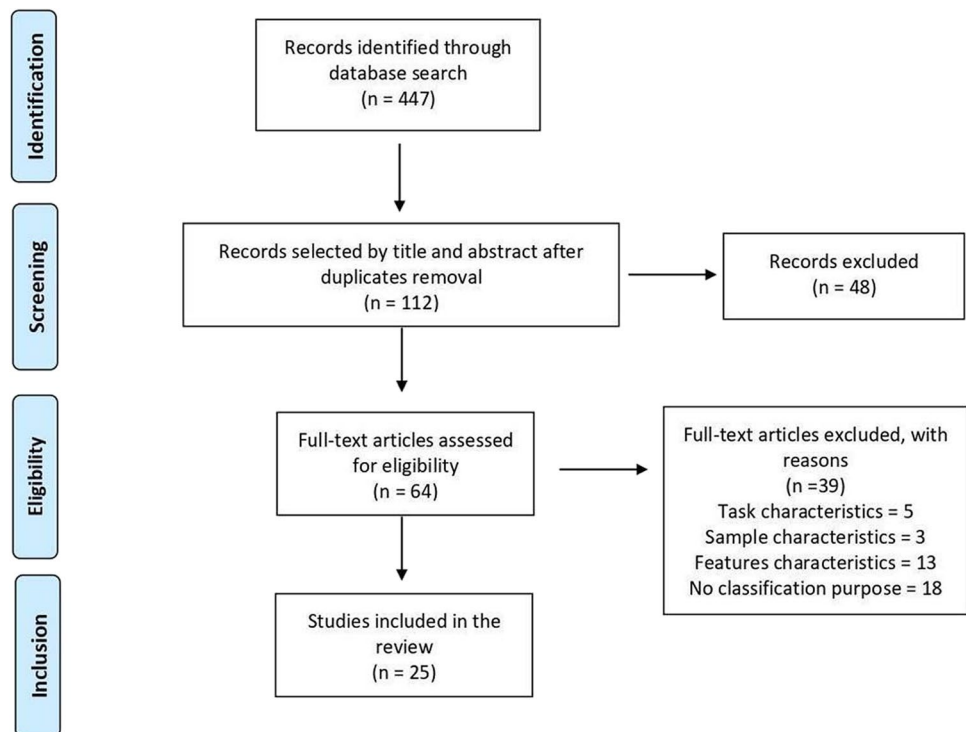 Identification
Records identified through
database search
(n = 447)
Screening
Records selected by title and abstract after
duplicates removal
(n = 112)
Records excluded
(n = 48)
Eligibility
Full-text articles assessed
for eligibility
(n = 64)
Full-text articles excluded, with
reasons
(n =39)
Task characteristics = 5
Sample characteristics = 3
Features characteristics = 13
No classification purpose = 18
Inclusion
Studies included in the
review
(n = 25)